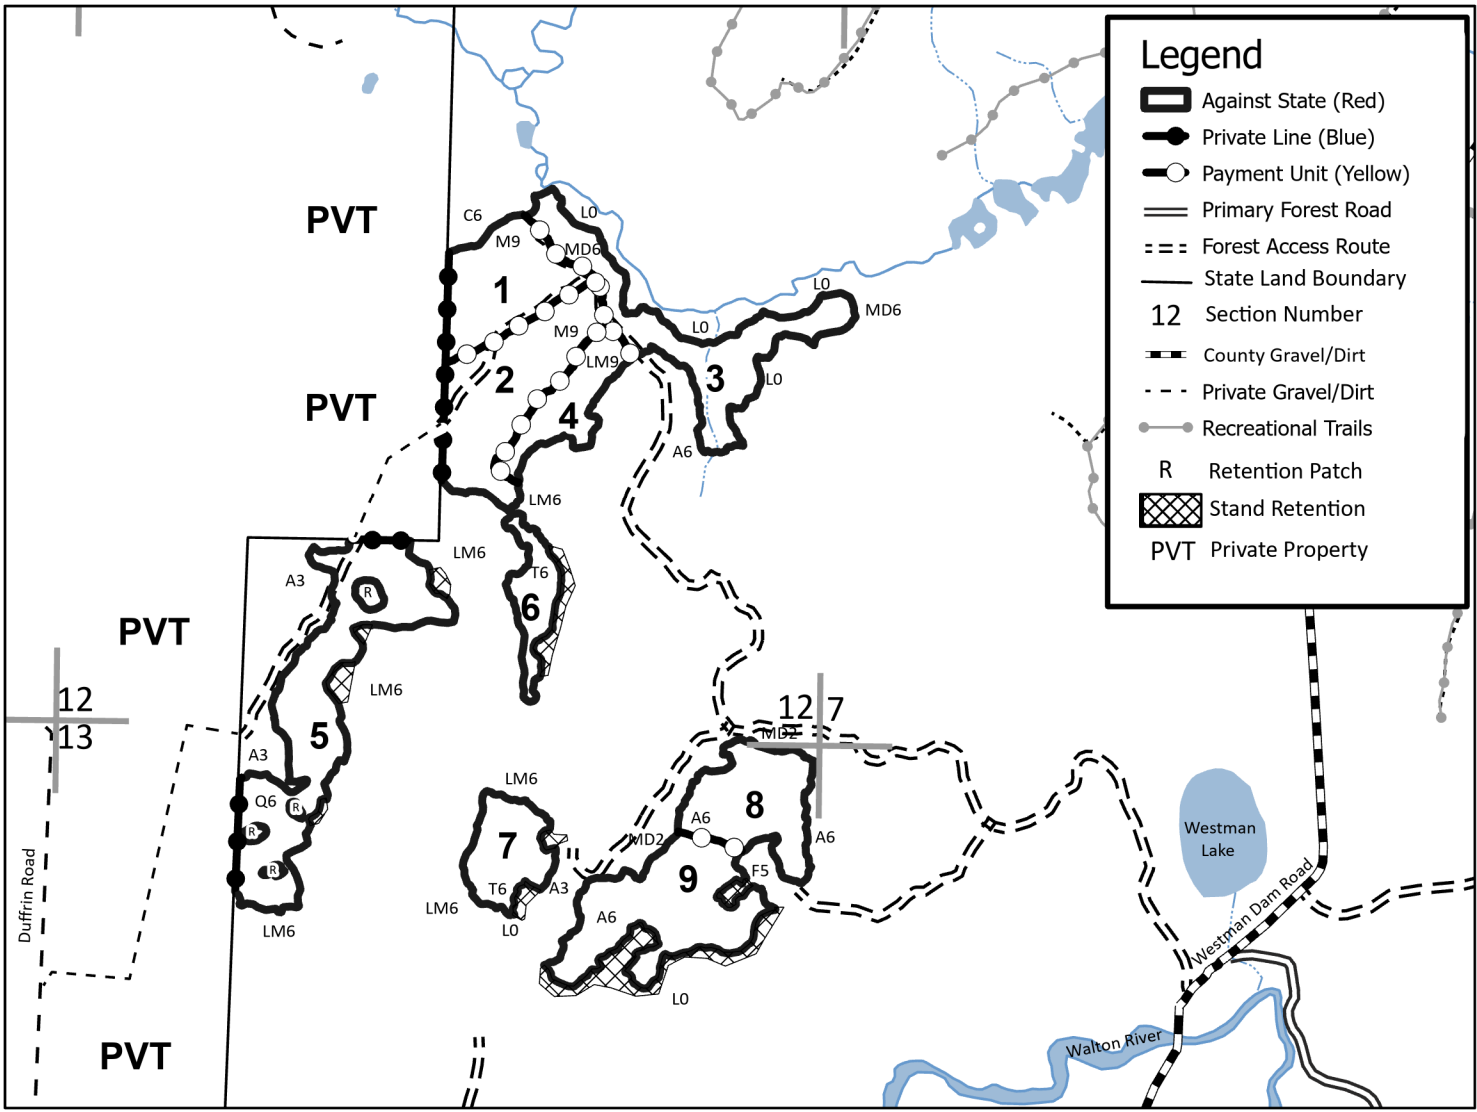 Legend
Against State (Red)
Private Line (Blue)
Payment Unit (Yellow)
Primary Forest Road
Forest Access Route
State Land Boundary
12 Section Number
County Gravel/Dirt
Private Gravel/Dirt
Recreational Trails
R Retention Patch
Stand Retention
PVT Private Property
PVT
C6
L0
M9
MD6
1
L0
MD6
L0
M9
LM9
2
3
L0
PVT
4
A6
LM6
LM6
A3
T6
R
6
PVT
LM6
12
13
12 7
MD2
5
A3
Q6
R
R
R
LM6
LM6
7
T6
A3
LM6
L0
8
A6
MD2
A6
9
F5
A6
L0
Westman
Lake
Westman Dam Road
Duffrin Road
Walton River
PVT